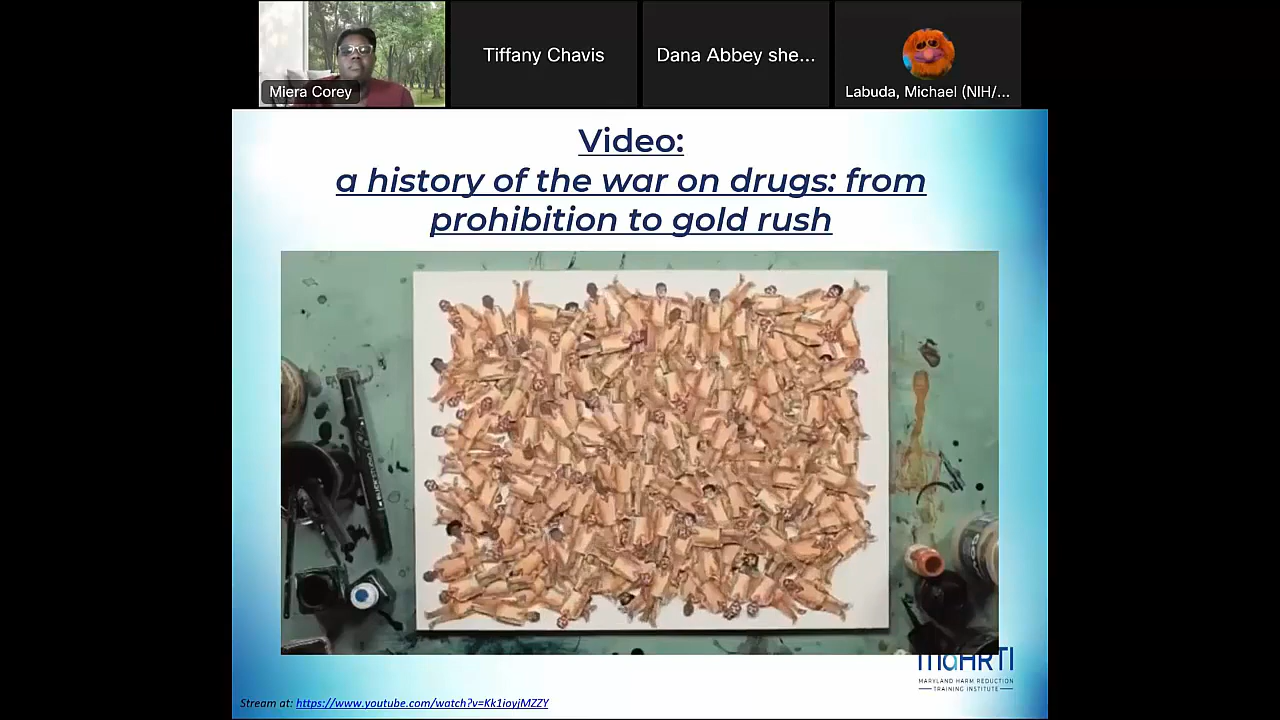 Miera Corey
Tiffany Chavis
Dana Abbey she...
Labuda, Michael (NIH/...
Video:
a history of the war on drugs: from
prohibition to gold rush
MaHRTI
MARYLAND HARM REDUCTION
TRAINING INSTITUTE
Stream at: https://www.youtube.com/watch?v=Kk1ioyjMZZY